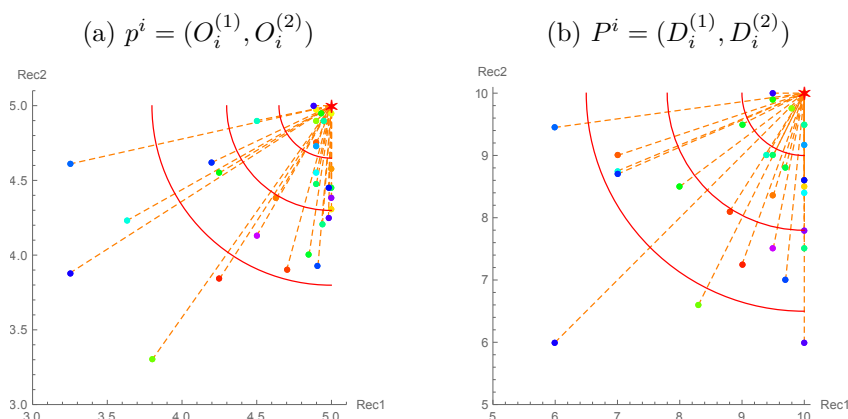 (a) p^i = (O_i^{(1)}, O_i^{(2)})
(b) P^i = (D_i^{(1)}, D_i^{(2)})
Rec2
5.0
4.5
4.0
3.5
3.0
3.0 3.5 4.0 4.5 5.0
Rec1
Rec2
10
9
8
7
6
5
5 6 7 8 9 10
Rec1